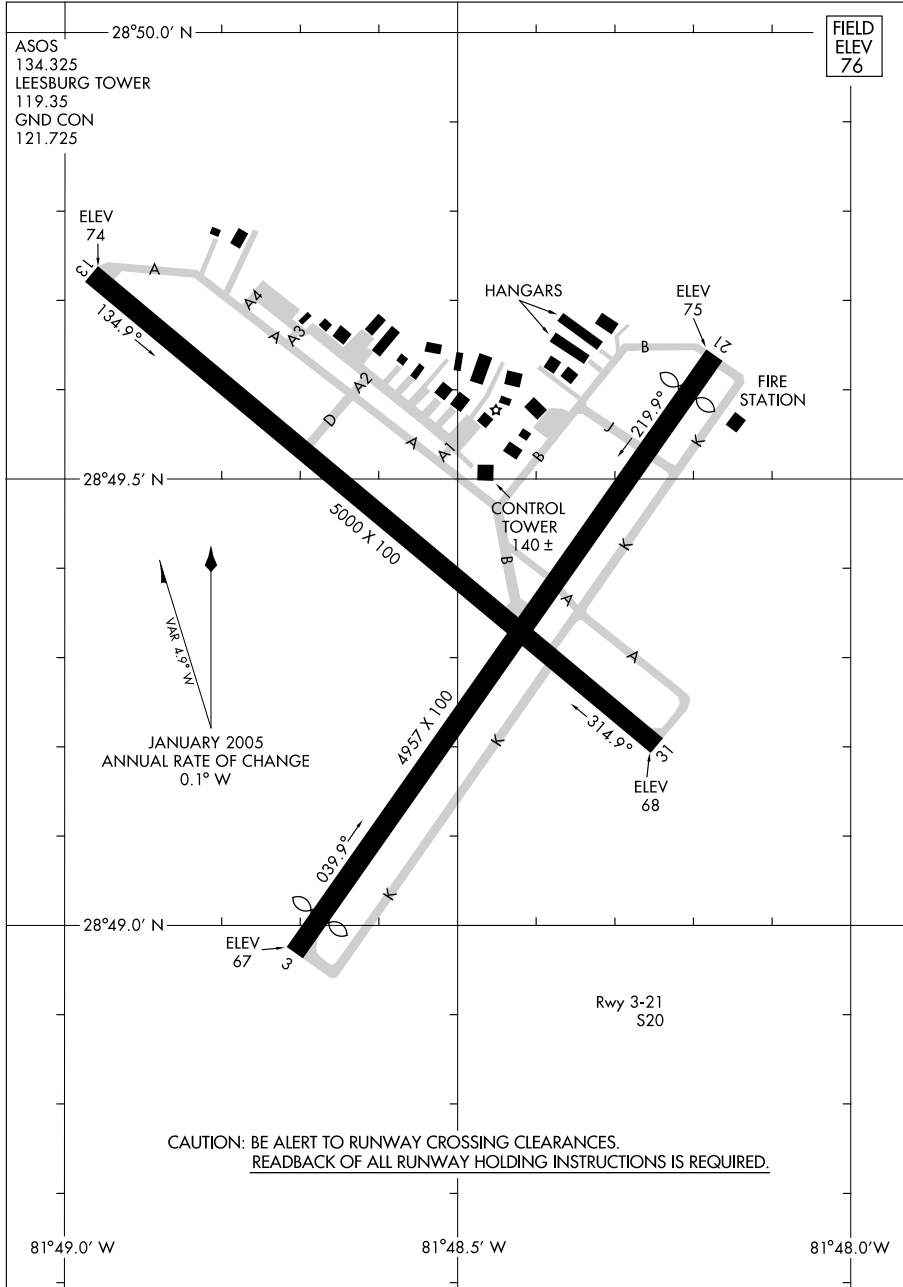 28°50.0' N
FIELD
ELEV
76
ASOS
134.325
LEESBURG TOWER
119.35
GND CON
121.725
ELEV
74
13
134.9°
A
A4
A
A3
A2
D
A
A1
HANGARS
ELEV
75
21
B
219.9°
FIRE
STATION
J
K
B
28°49.5' N
5000 X 100
CONTROL
TOWER
140 ±
K
B
A
A
VAR 4.9° W
JANUARY 2005
ANNUAL RATE OF CHANGE
0.1° W
4957 X 100
K
314.9°
31
ELEV
68
039.9°
K
28°49.0' N
ELEV
67
3
Rwy 3-21
S20
CAUTION: BE ALERT TO RUNWAY CROSSING CLEARANCES.
READBACK OF ALL RUNWAY HOLDING INSTRUCTIONS IS REQUIRED.
81°49.0' W
81°48.5' W
81°48.0'W